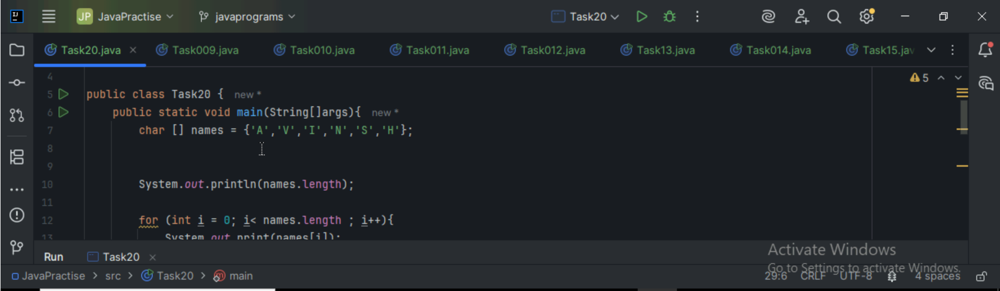 JP JavaPractise javaprograms Task20
Task20.java Task009.java Task010.java Task011.java Task012.java Task13.java Task014.java Task15.jav
4
5 public class Task20 { new *
6 public static void main(String[]args){ new *
7 char [] names = {'A','V','I','N','S','H'};
8
9
10 System.out.println(names.length);
11
12 for (int i = 0; i< names.length ; i++){
13 System.out.print(names[i]);
5
Run Task20
Activate Windows
Go to Settings to activate Windows.
JavaPractise > src > Task20 > main 29:6 CRLF UTF-8 4 spaces